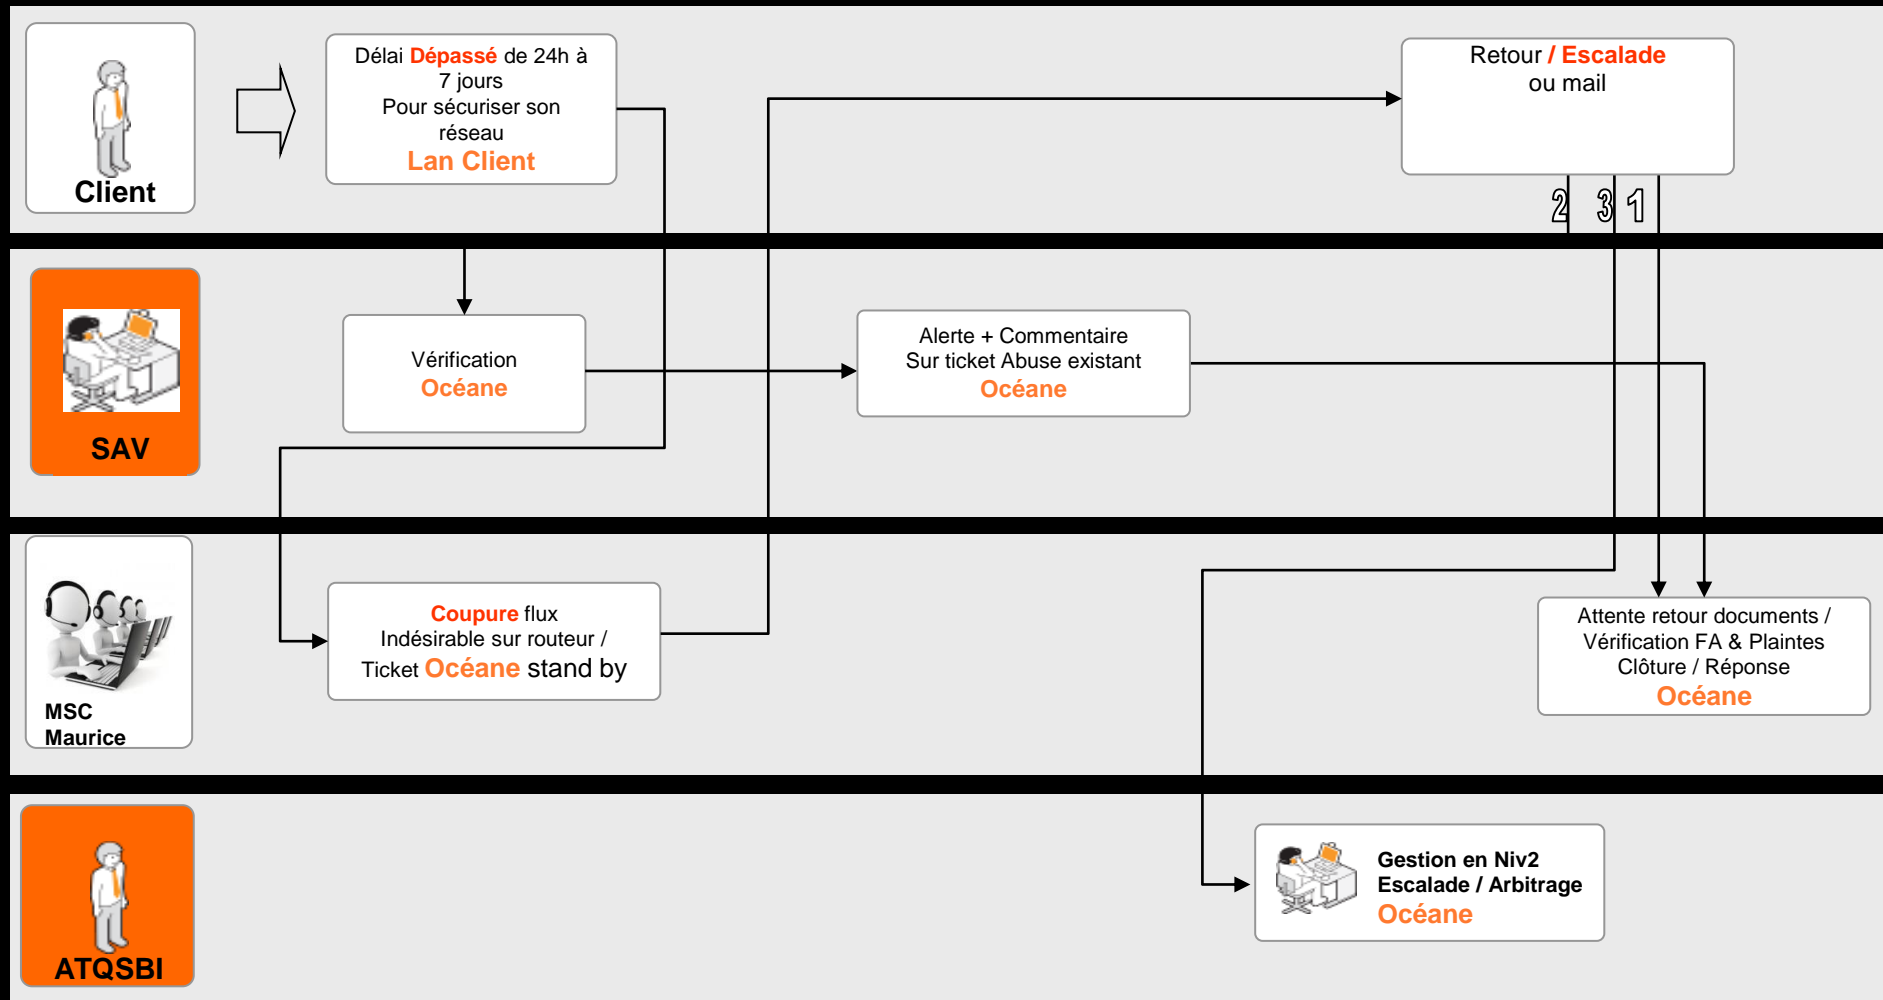 Client
Délai Dépassé de 24h à
7 jours
Pour sécuriser son
réseau
Lan Client
Retour / Escalade
ou mail
2 3 1
SAV
Vérification
Océane
Alerte + Commentaire
Sur ticket Abuse existant
Océane
MSC
Maurice
Coupure flux
Indésirable sur routeur /
Ticket Océane stand by
Attente retour documents /
Vérification FA & Plaintes
Clôture / Réponse
Océane
ATQSBI
Gestion en Niv2
Escalade / Arbitrage
Océane